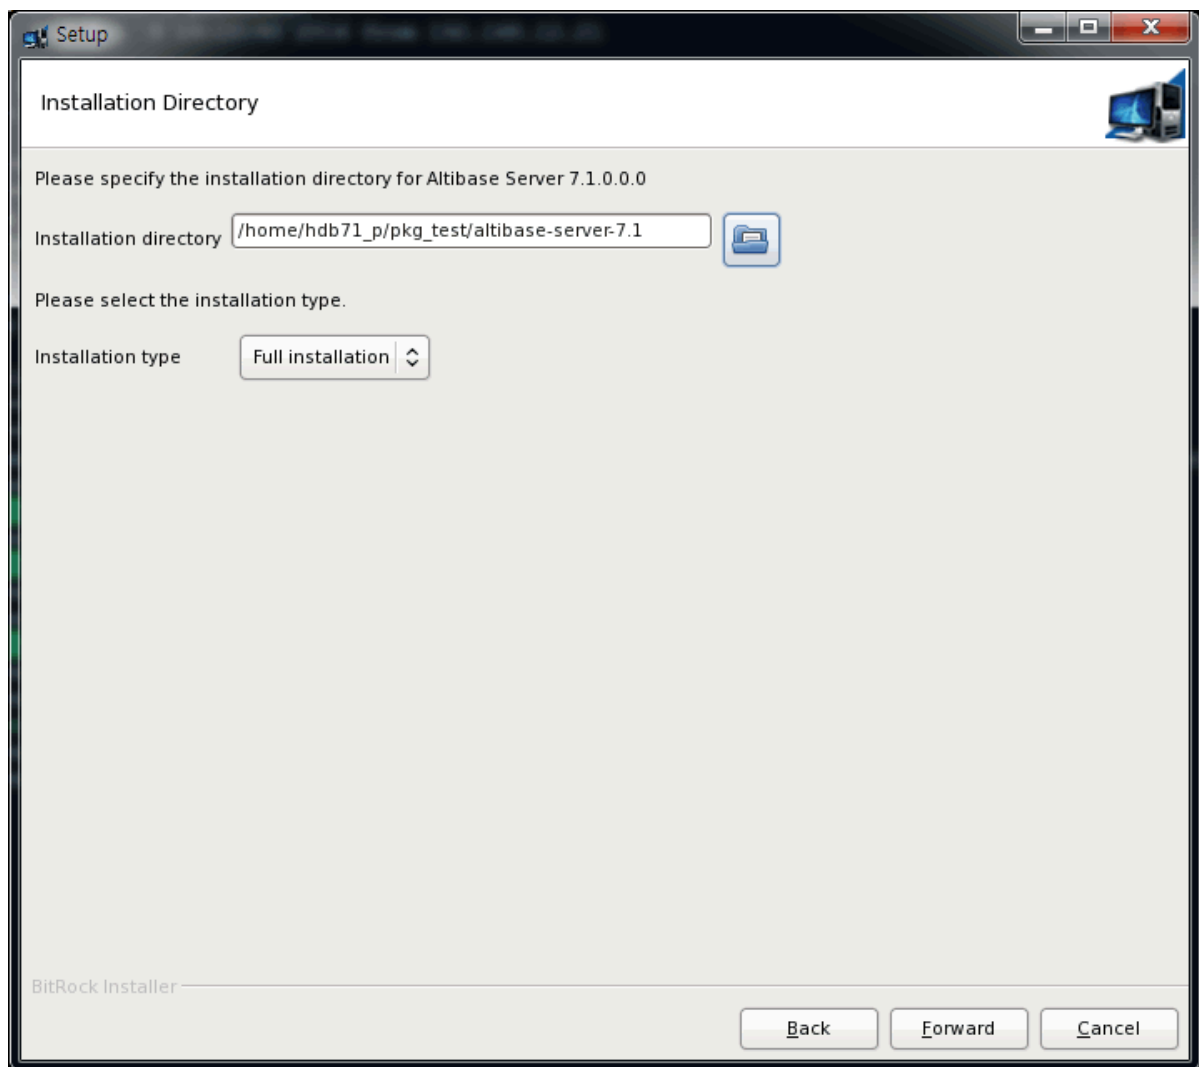 Setup
Installation Directory
Please specify the installation directory for Altibase Server 7.1.0.0.0
Installation directory /home/hdb71_p/pkg_test/altibase-server-7.1
Please select the installation type.
Installation type Full installation
BitRock Installer
Back Forward Cancel